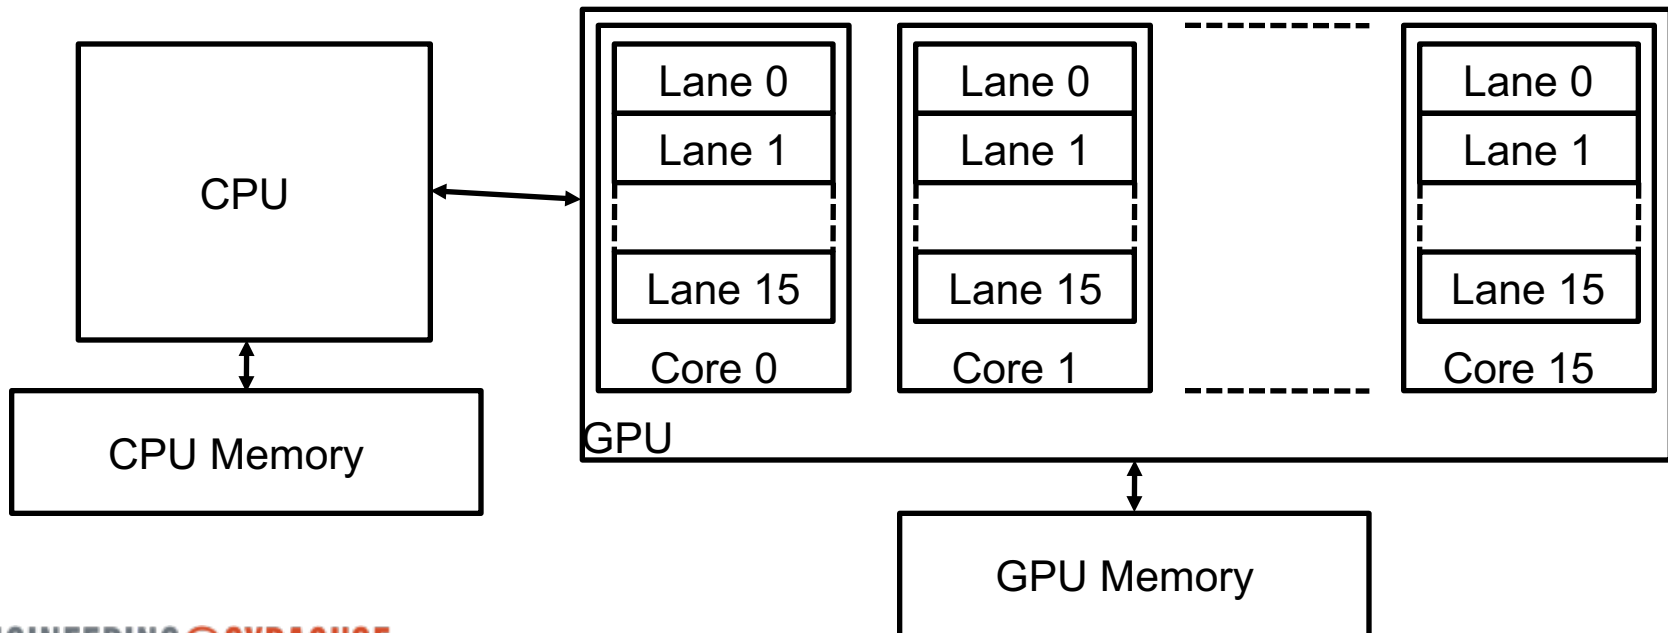 CPU
CPU Memory
Lane 0
Lane 1
Lane 15
Core 0
Lane 0
Lane 1
Lane 15
Core 1
Lane 0
Lane 1
Lane 15
Core 15
GPU
GPU Memory